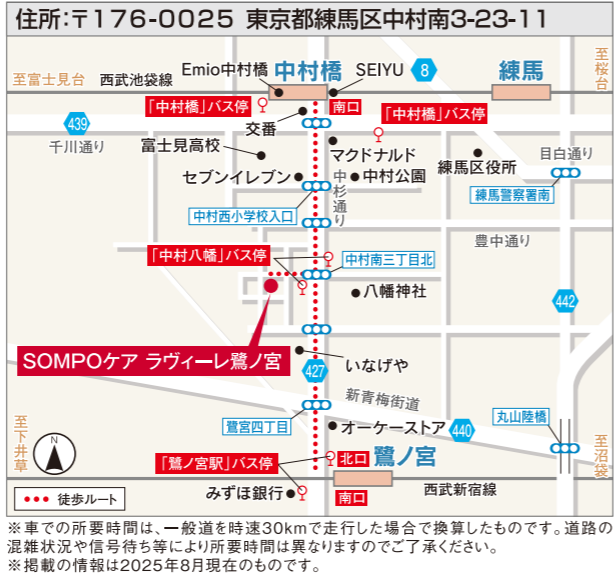 住所:〒176-0025 東京都練馬区中村南3-23-11
至富士見台
西武池袋線
Emio中村橋
中村橋
SEIYU
8
練馬
至桜台
「中村橋」バス停
南口
「中村橋」バス停
439
千川通り
交番
富士見高校
マクドナルド
練馬区役所
目白通り
セブンイレブン
中杉通り
中村公園
練馬警察署南
中村西小学校入口
豊中通り
「中村八幡」バス停
中村南三丁目北
八幡神社
442
SOMPOケア ラヴィーレ鷺ノ宮
いなげや
427
新青梅街道
鷺宮四丁目
オーケーストア
440
丸山陸橋
至下井草
N
「鷺ノ宮駅」バス停
北口
鷺ノ宮
至沼袋
みずほ銀行
南口
西武新宿線
徒歩ルート
※車での所要時間は、一般道を時速30kmで走行した場合で換算したものです。道路の
混雑状況や信号待ち等により所要時間は異なりますのでご了承ください。
※掲載の情報は2025年8月現在のものです。